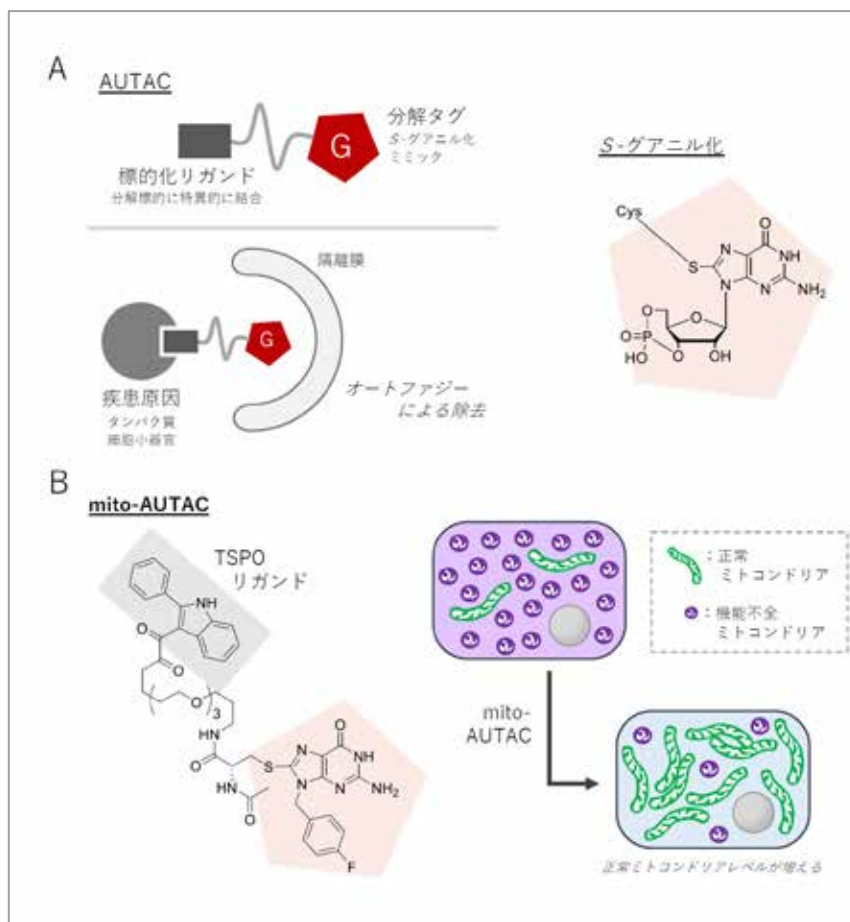 A
AUTAC
G
分解タグ
S-グアニル化
ミミック
標的化リガンド
分解標的に特異的に結合
隔離膜
G
疾患原因
タンパク質
細胞小器官
オートファジー
による除去
S-グアニル化
Cys
S
N
N
O
NH
N
NH2
O
O
O=P
HO
O
OH
B
mito-AUTAC
TSPO
リガンド
NH
O
O
O
3
HN
O
HN
O
S
N
N
O
NH
N
NH2
F
:正常
ミトコンドリア
:機能不全
ミトコンドリア
mito-
AUTAC
正常ミトコンドリアレベルが増える